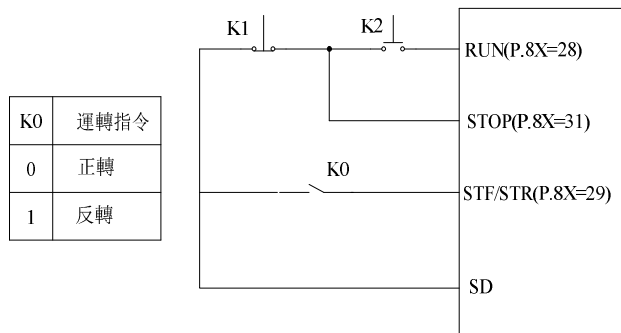 K1
K2
RUN(P.8X=28)
STOP(P.8X=31)
K0
STF/STR(P.8X=29)
SD
K0 運轉指令
0 正轉
1 反轉